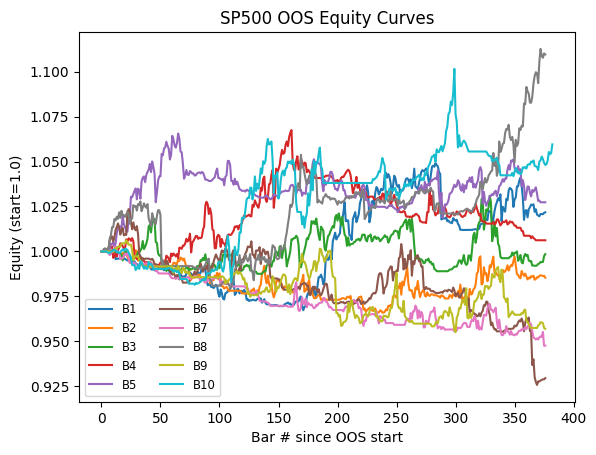 SP500 OOS Equity Curves
Equity (start=1.0)
1.100
1.075
1.050
1.025
1.000
0.975
0.950
0.925
B1
B2
B3
B4
B5
B6
B7
B8
B9
B10
0 50 100 150 200 250 300 350 400
Bar # since OOS start